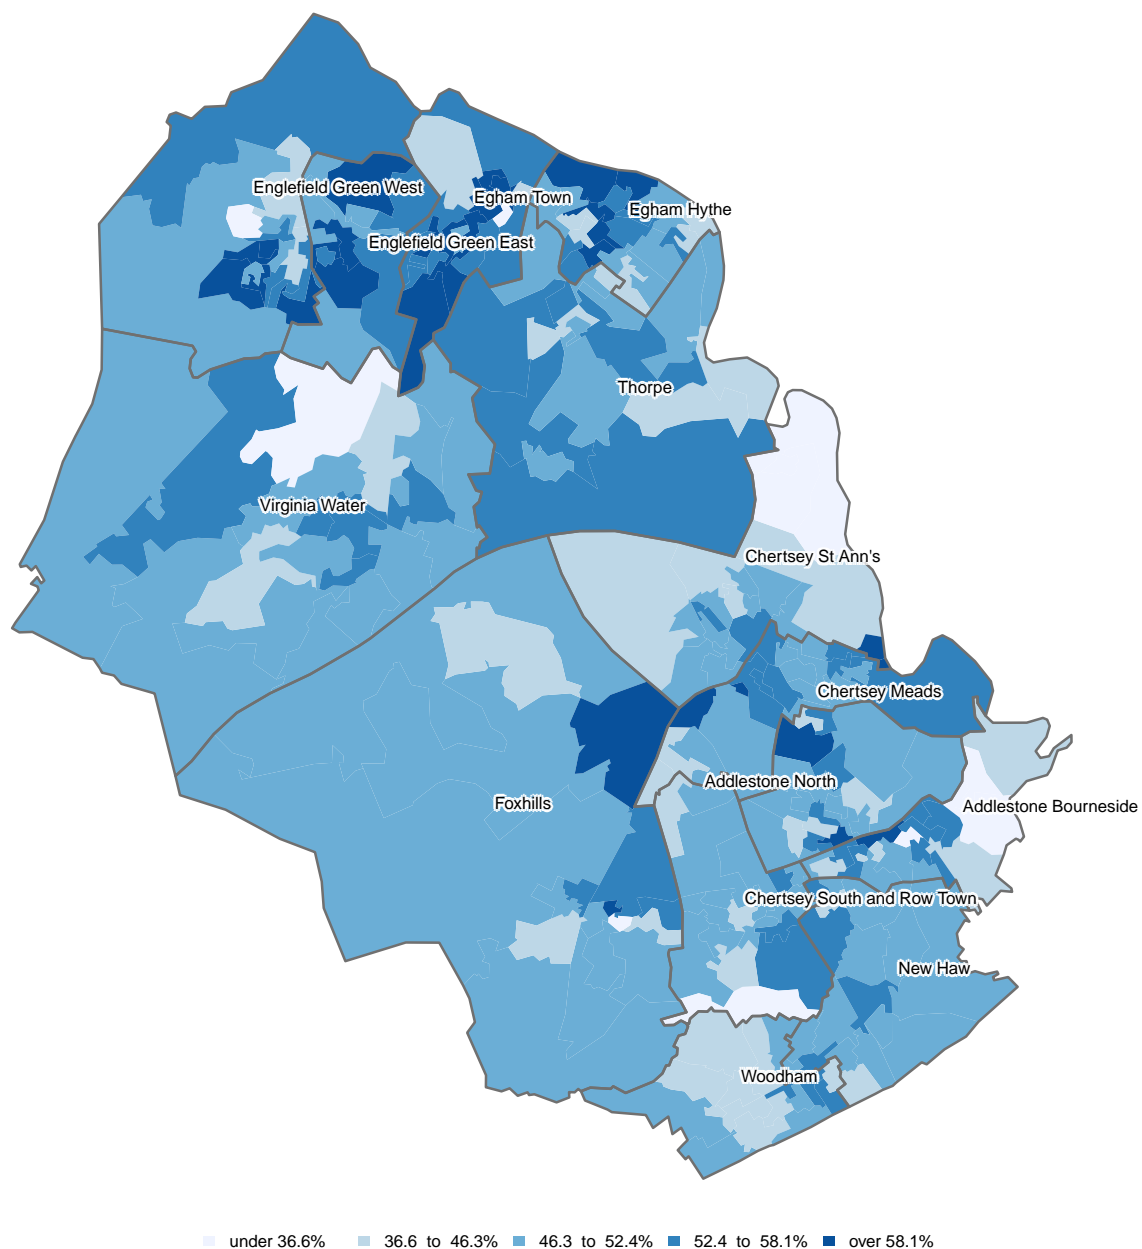 Englefield Green West
Egham Town
Egham Hythe
Englefield Green East
Thorpe
Virginia Water
Chertsey St Ann's
Chertsey Meads
Addlestone North
Foxhills
Addlestone Bourneside
Chertsey South and Row Town
New Haw
Woodham
under 36.6% 36.6 to 46.3% 46.3 to 52.4% 52.4 to 58.1% over 58.1%